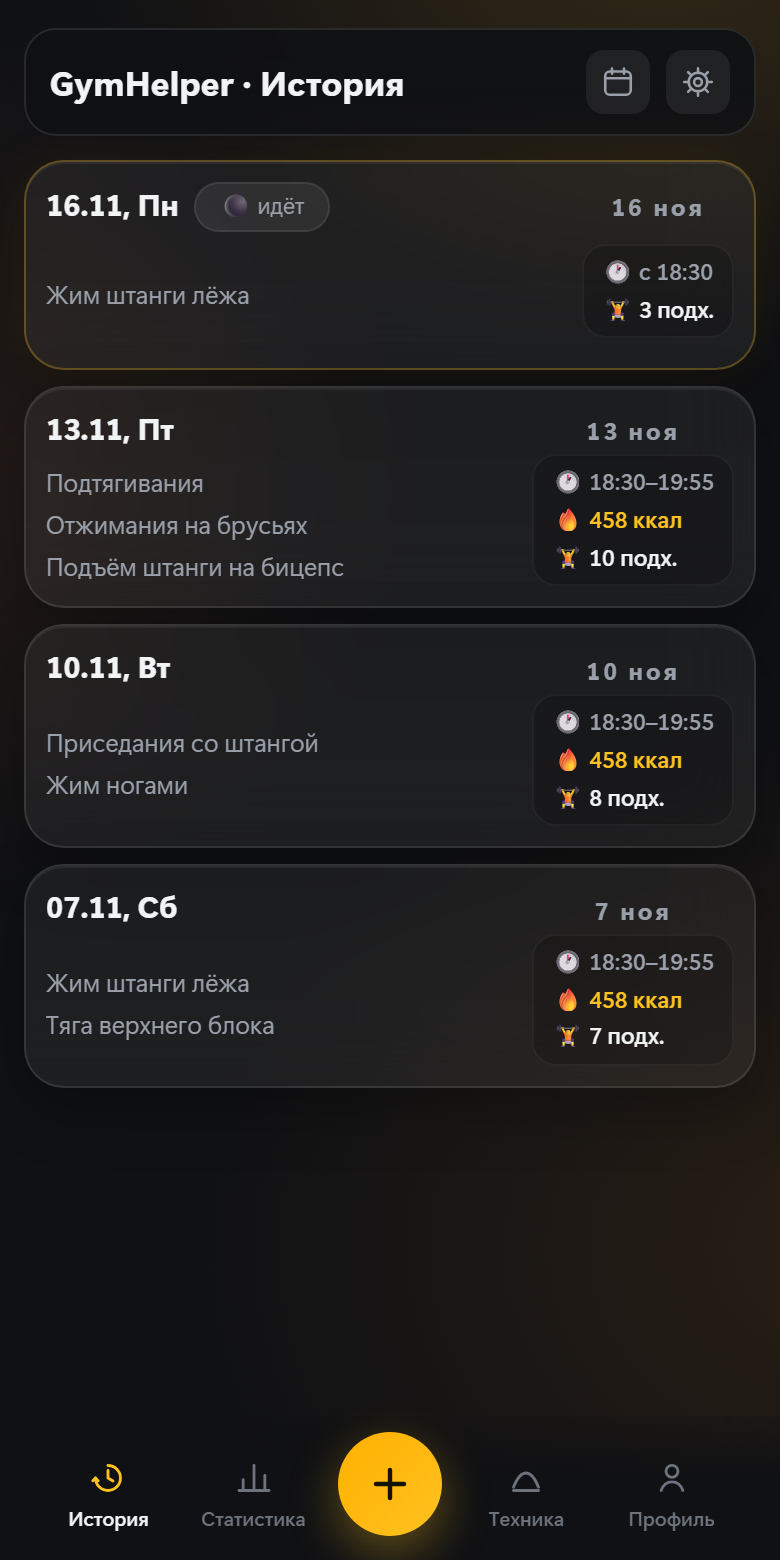 GymHelper · История
16.11, Пн идёт 16 ноя
Жим штанги лёжа
с 18:30
3 подх.
13.11, Пт 13 ноя
Подтягивания
Отжимания на брусьях
Подъём штанги на бицепс
18:30–19:55
458 ккал
10 подх.
10.11, Вт 10 ноя
Приседания со штангой
Жим ногами
18:30–19:55
458 ккал
8 подх.
07.11, Сб 7 ноя
Жим штанги лёжа
Тяга верхнего блока
18:30–19:55
458 ккал
7 подх.
История Статистика Техника Профиль